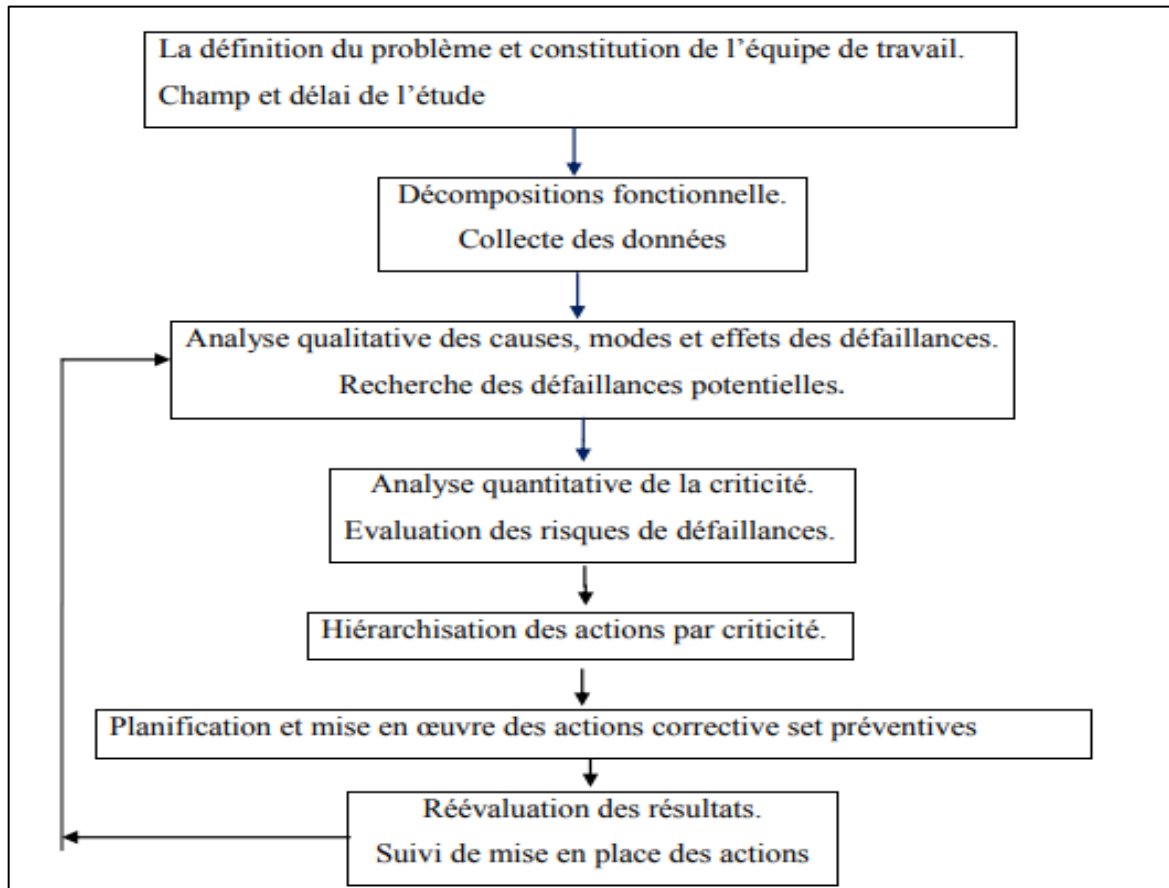 La définition du problème et constitution de l’équipe de travail.
Champ et délai de l’étude
Décompositions fonctionnelle.
Collecte des données
Analyse qualitative des causes, modes et effets des défaillances.
Recherche des défaillances potentielles.
Analyse quantitative de la criticité.
Evaluation des risques de défaillances.
Hiérarchisation des actions par criticité.
Planification et mise en œuvre des actions corrective set préventives
Réévaluation des résultats.
Suivi de mise en place des actions